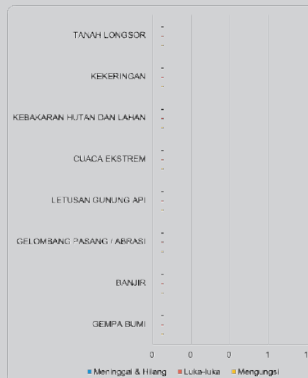 TANAH LONGSOR
-
-
-
KEKERINGAN
-
-
-
KEBAKARAN HUTAN DAN LAHAN
-
-
-
CUACA EKSTREM
-
-
-
LETUSAN GUNUNG API
-
-
-
GELOMBANG PASANG / ABRASI
-
-
-
BANJIR
-
-
-
GEMPA BUMI
-
-
-
0 0 0 1 1
Meninggal & Hilang Luka-luka Mengungsi